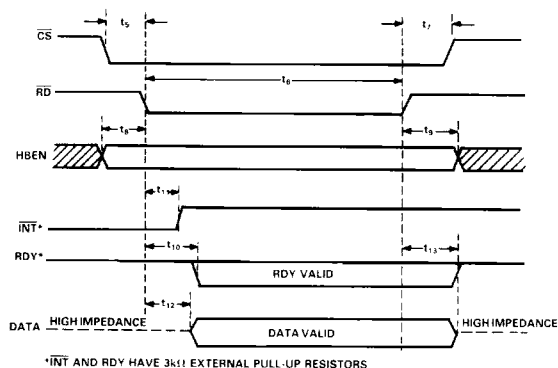 CS
t5
t7
t6
RD
t8
t9
HBEN
t11
INT*
t10
t13
RDY*
RDY VALID
t12
DATA
HIGH IMPEDANCE
DATA VALID
HIGH IMPEDANCE
*INT AND RDY HAVE 3kΩ EXTERNAL PULL-UP RESISTORS